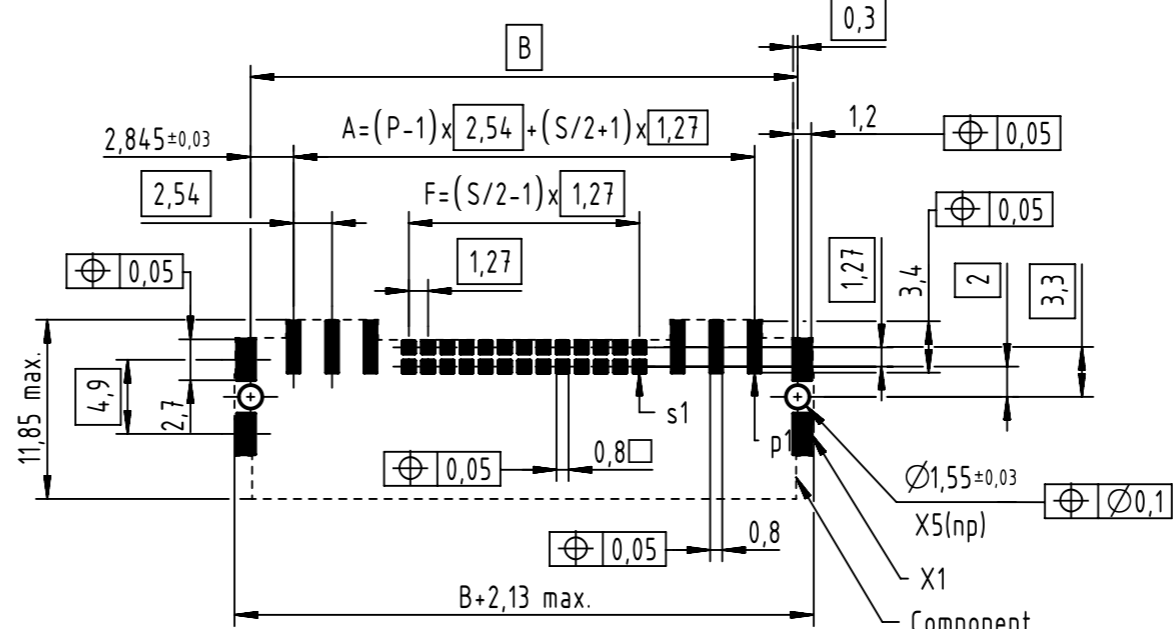 0,3
B
A=(P-1)x 2,54 +(S/2+1)x 1,27
1,2
2,845±0,03
⌖ 0,05
2,54
F=(S/2-1)x 1,27
⌖ 0,05
1,27
⌖ 0,05
1,27
3,4
2
3,3
11,85 max.
4,9
2,7
s1
p1
⌖ 0,05
0,8□
Ø1,55±0,03
X5(np)
⌖ Ø0,1
⌖ 0,05
0,8
X1
B+2,13 max.
Component